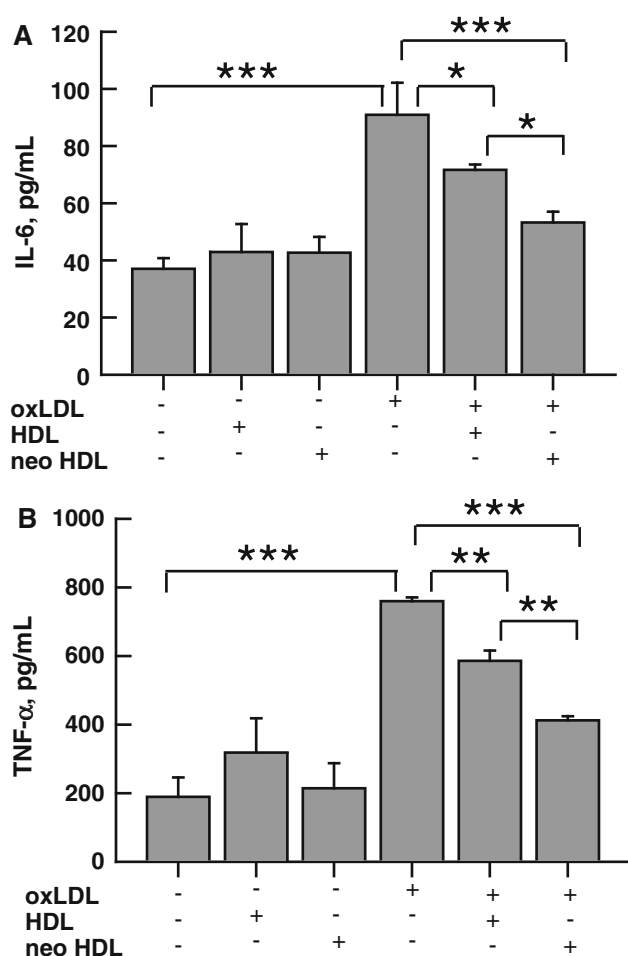 A
120
***
***
100
*
*
80
IL-6, pg/mL
60
40
20
0
oxLDL - - - + + +
HDL - + - - + -
neo HDL - - + - - +
B
1000
***
***
**
800
**
600
TNF-α, pg/mL
400
200
0
oxLDL - - - + + +
HDL - + - - + -
neo HDL - - + - - +